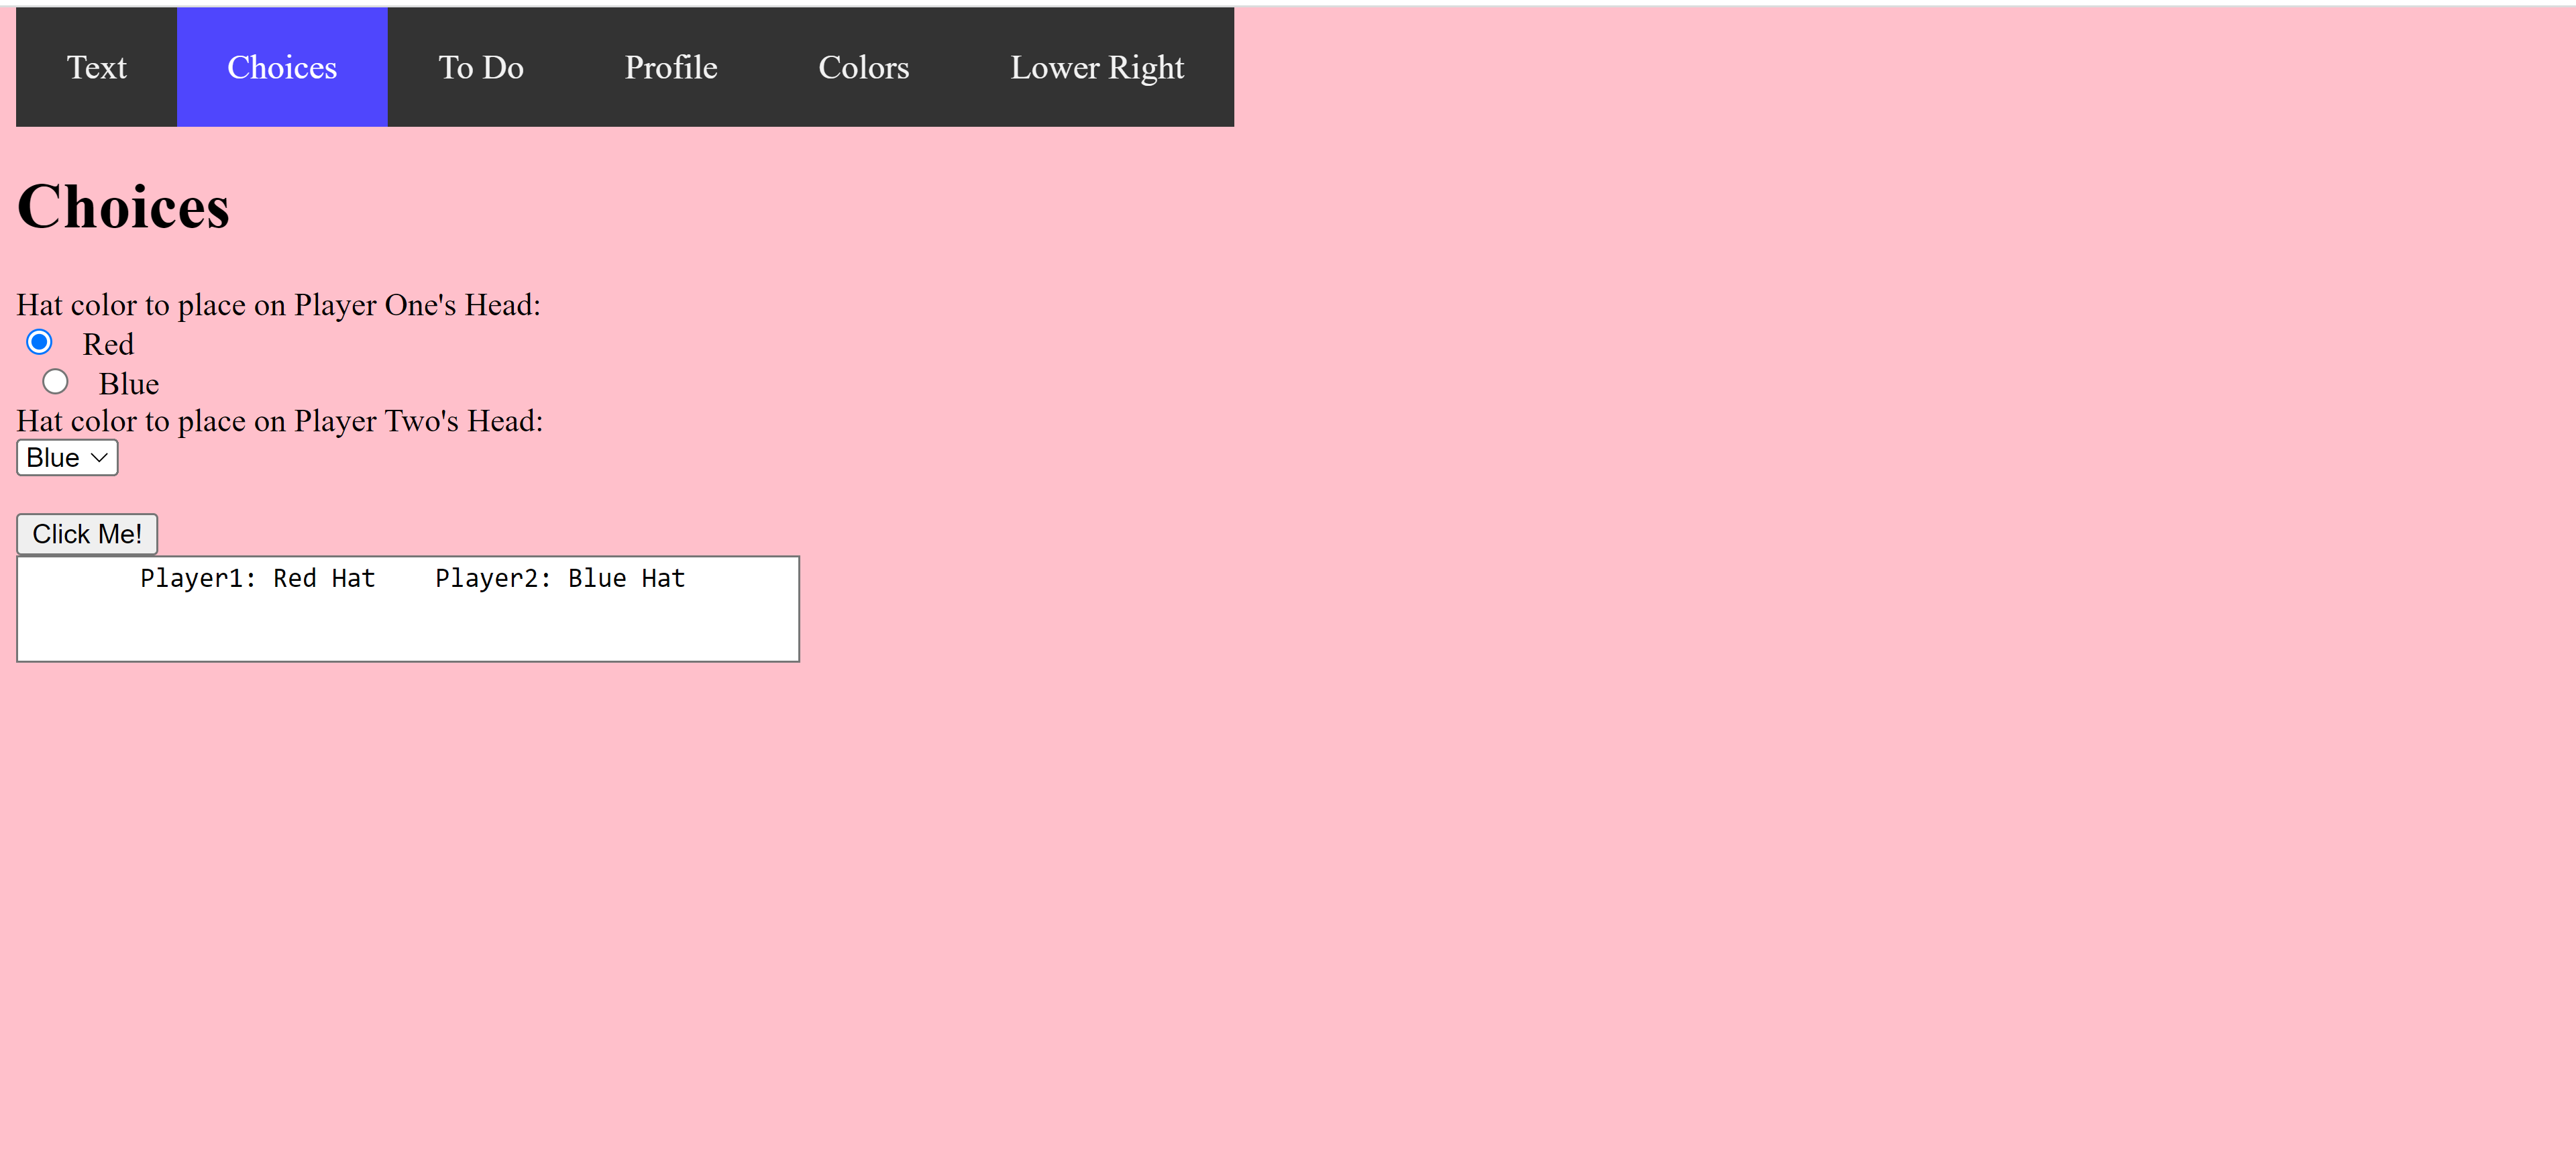 Text Choices To Do Profile Colors Lower Right
Choices
Hat color to place on Player One's Head:
Red
Blue
Hat color to place on Player Two's Head:
Blue
Click Me!
Player1: Red Hat    Player2: Blue Hat